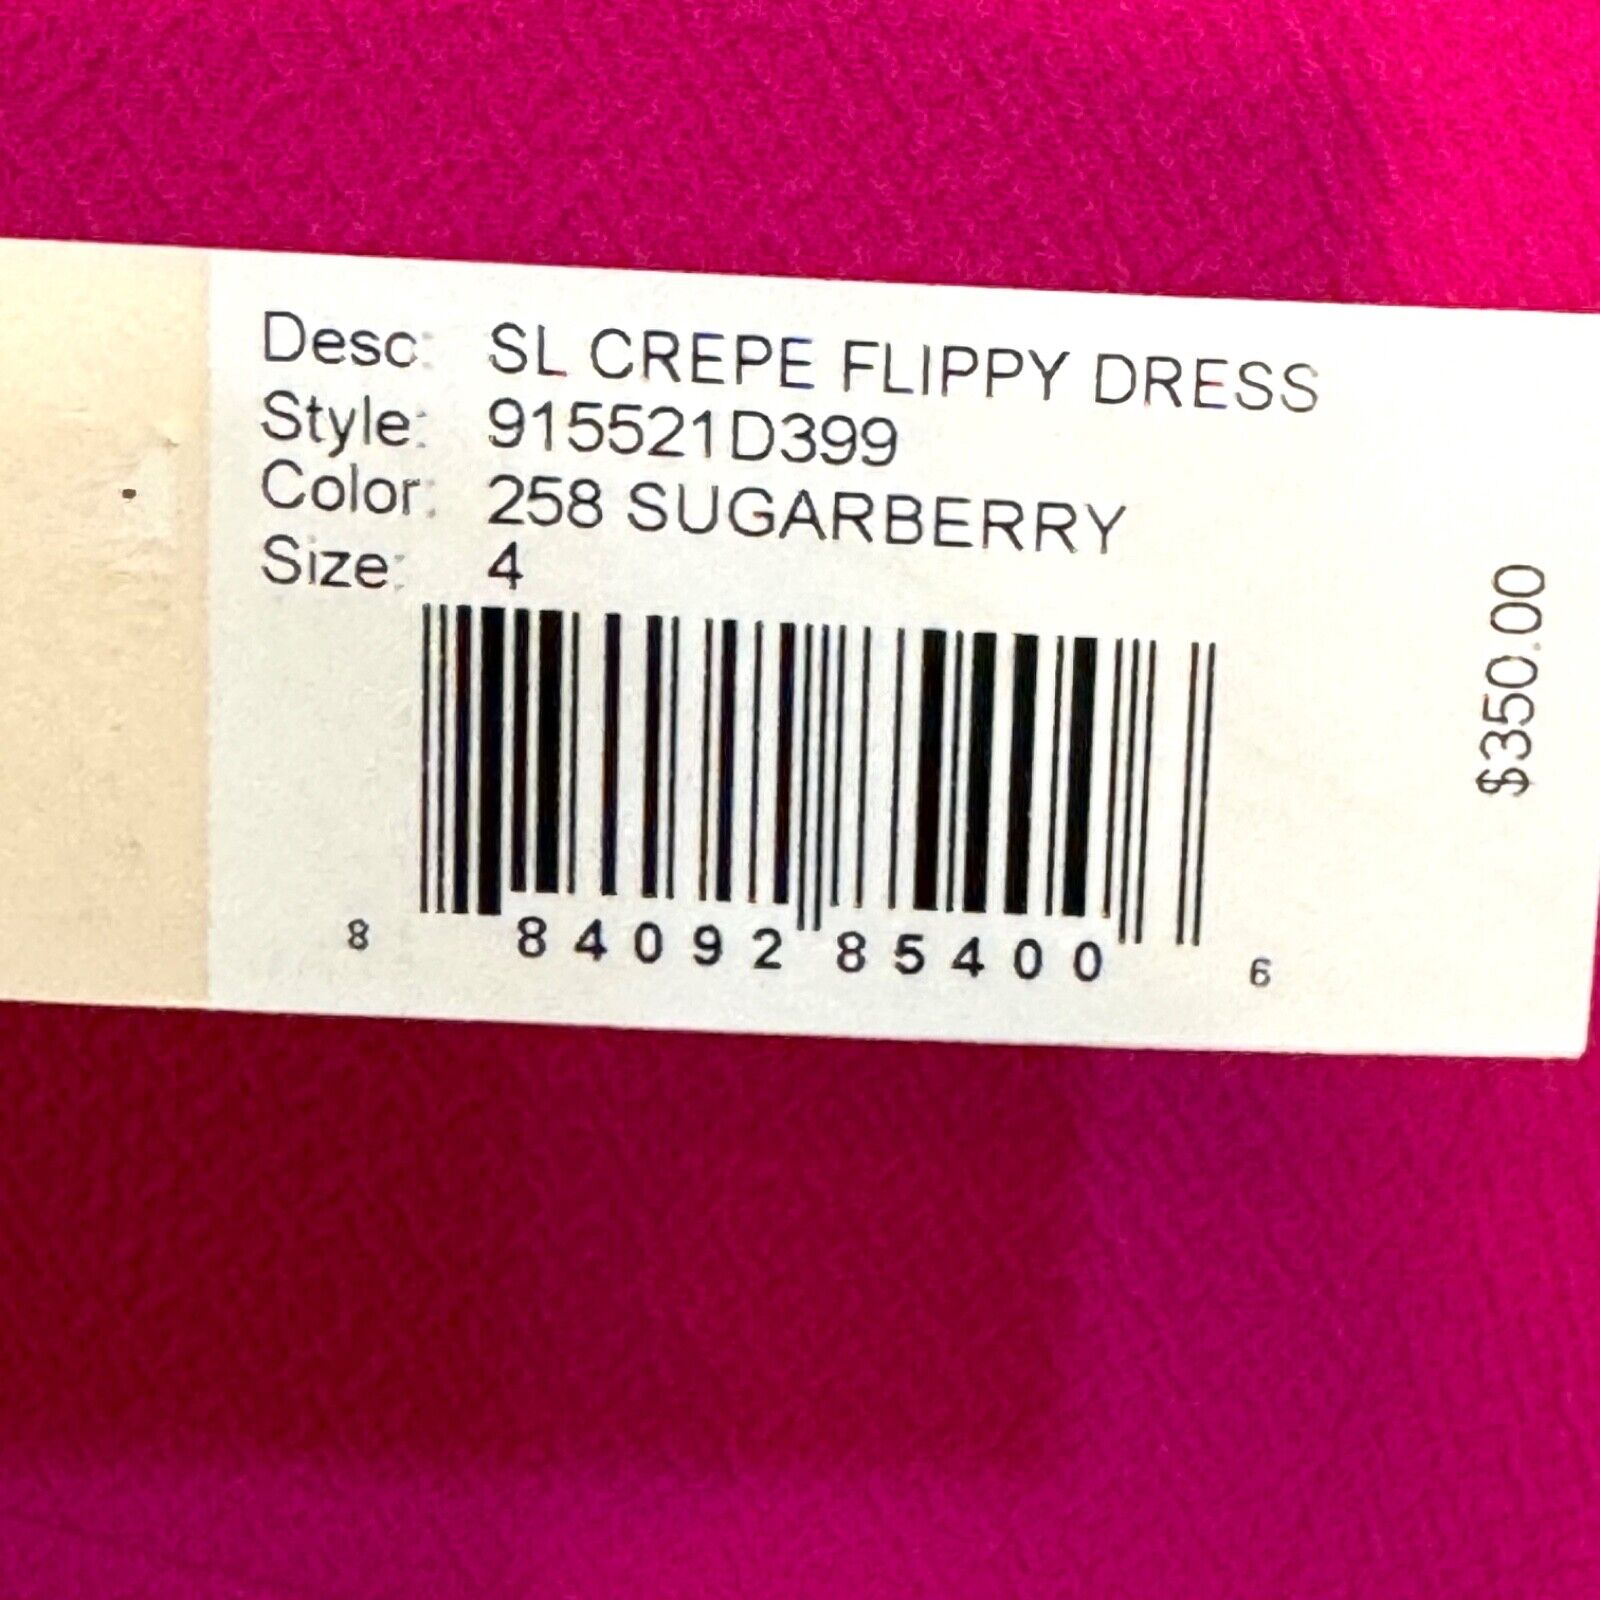 Desc: SL CREPE FLIPPY DRESS
Style: 915521D399
Color: 258 SUGARBERRY
Size: 4
$350.00
8 84092 85400 6